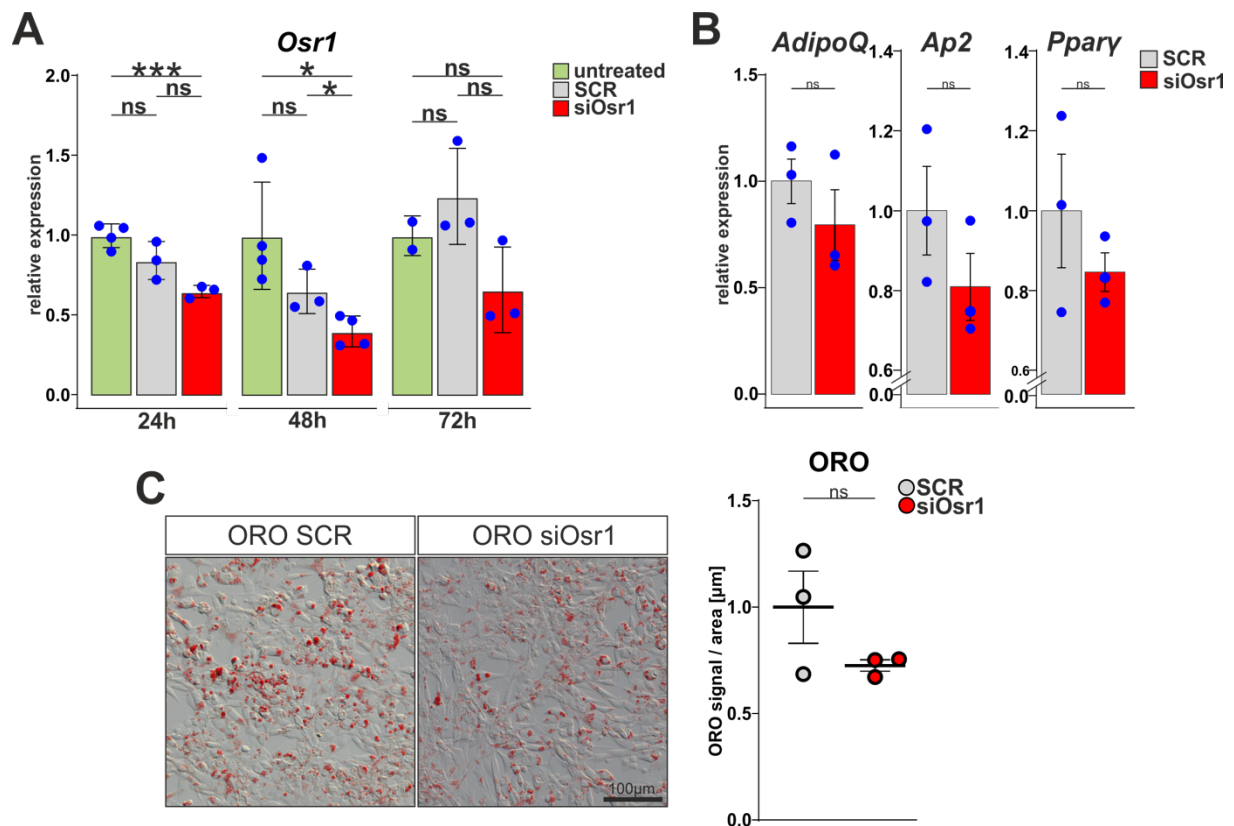 A
Osr1
relative expression
2.0
1.5
1.0
0.5
0.0
***
ns
ns
*
*
ns
ns
ns
ns
untreated
SCR
siOsr1
24h
48h
72h
B
AdipoQ
Ap2
Pparγ
SCR
siOsr1
relative expression
1.5
1.0
0.5
0.0
ns
1.4
1.2
1.0
0.8
0.6
0.0
ns
1.4
1.2
1.0
0.8
0.6
0.0
ns
C
ORO SCR
ORO siOsr1
100µm
ORO
SCR
siOsr1
ns
ORO signal / area [µm]
1.5
1.0
0.5
0.0